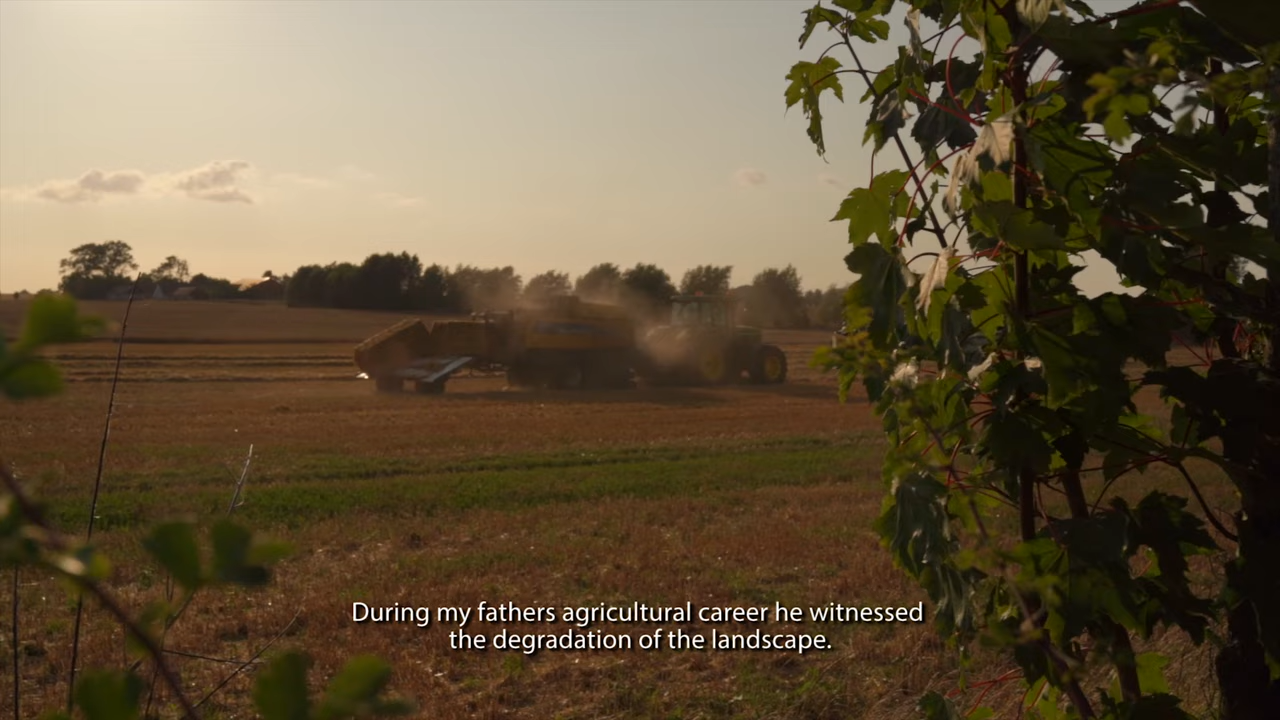 During my fathers agricultural career he witnessed
the degradation of the landscape.